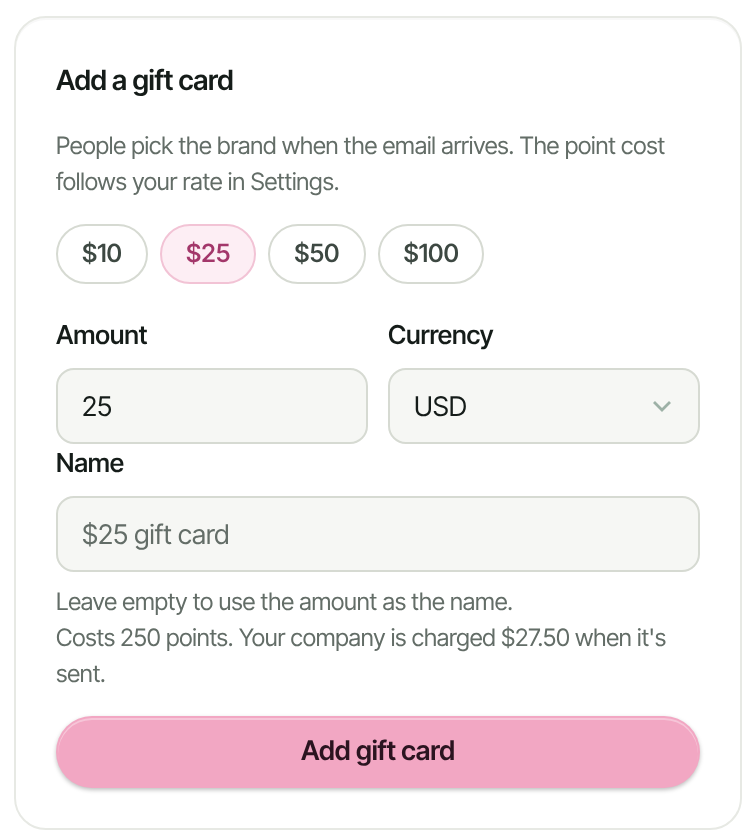 Add a gift card
People pick the brand when the email arrives. The point cost
follows your rate in Settings.
$10 $25 $50 $100
Amount Currency
25 USD
Name
$25 gift card
Leave empty to use the amount as the name.
Costs 250 points. Your company is charged $27.50 when it's
sent.
Add gift card